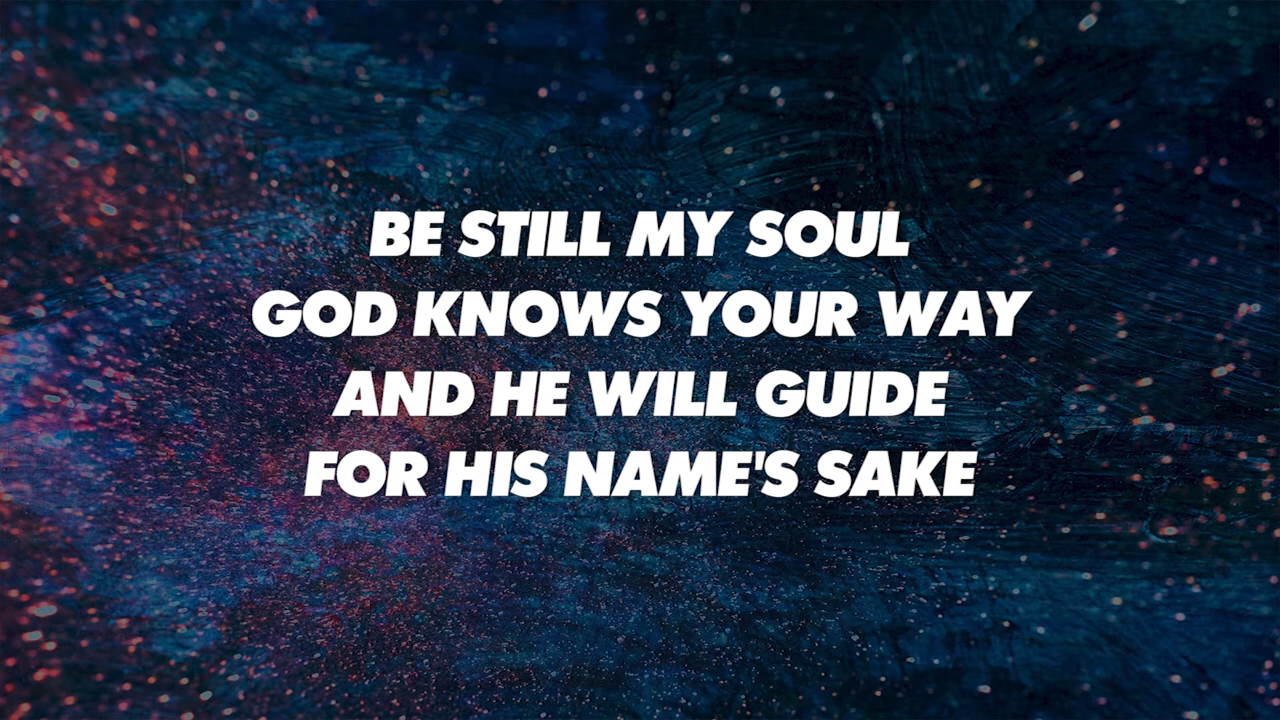 BE STILL MY SOUL
GOD KNOWS YOUR WAY
AND HE WILL GUIDE
FOR HIS NAME'S SAKE